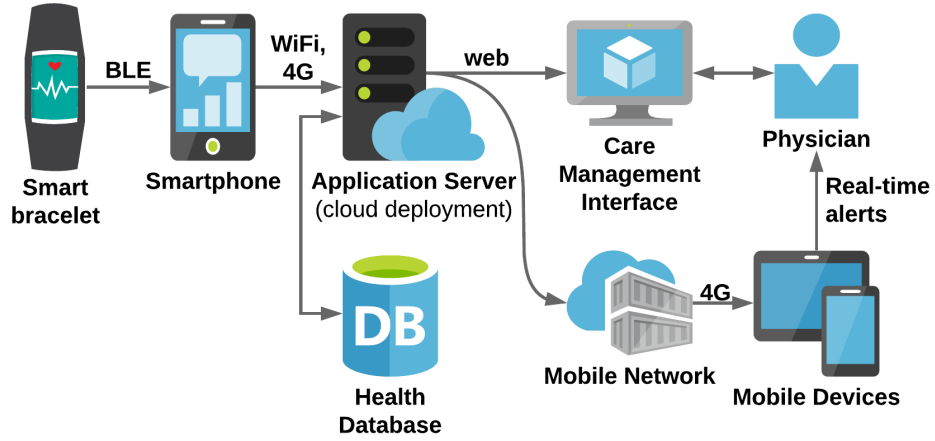 BLE
WiFi,
4G
web
Smart
bracelet
Smartphone
Application Server
(cloud deployment)
Care
Management
Interface
Physician
Real-time
alerts
DB
Health
Database
4G
Mobile Network
Mobile Devices